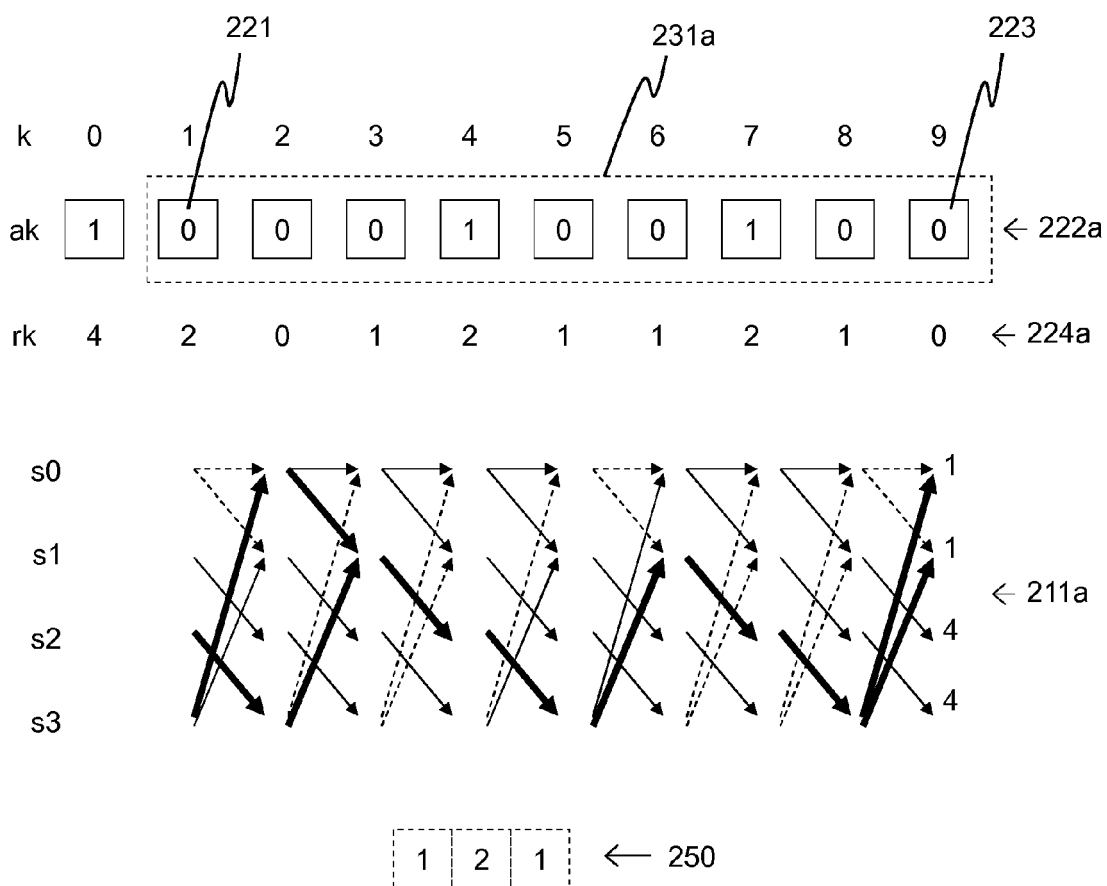 221 231a 223
k 0 1 2 3 4 5 6 7 8 9
ak 1 0 0 0 1 0 0 1 0 0 ← 222a
rk 4 2 0 1 2 1 1 2 1 0 ← 224a
s0 1
s1 1
← 211a
s2 4
s3 4
1 2 1 ← 250